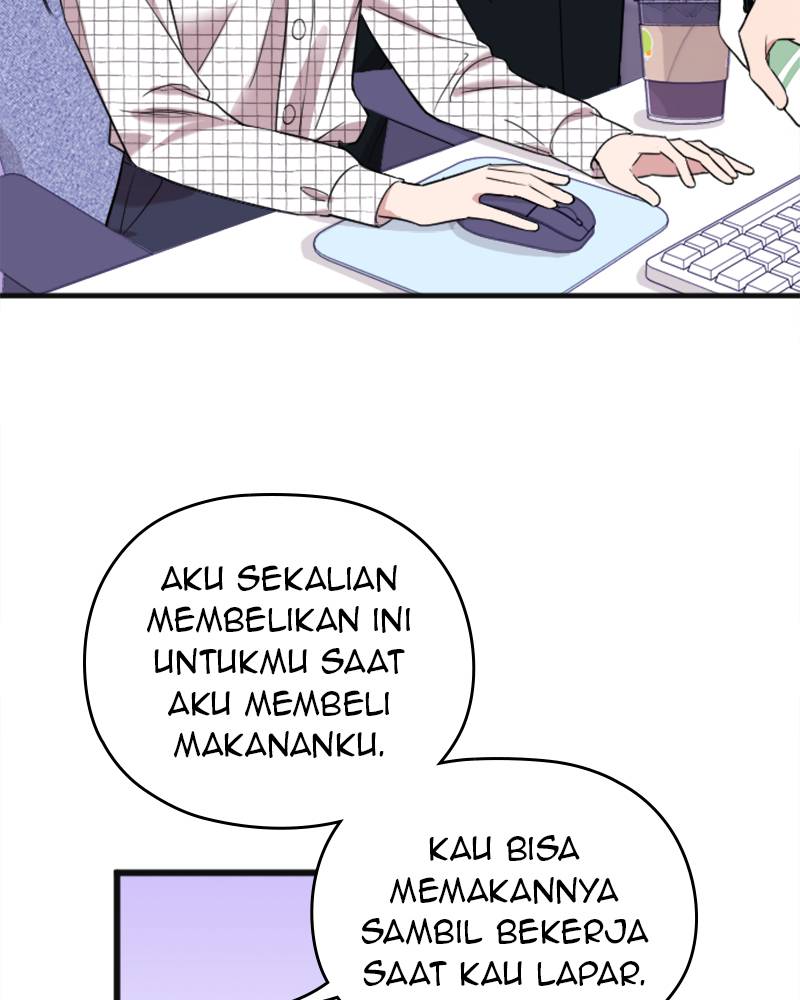 AKU SEKALIAN
MEMBELIKAN INI
UNTUKMU SAAT
AKU MEMBELI
MAKANANKU.
KAU BISA
MEMAKANNYA
SAMBIL BEKERJA
SAAT KAU LAPAR.